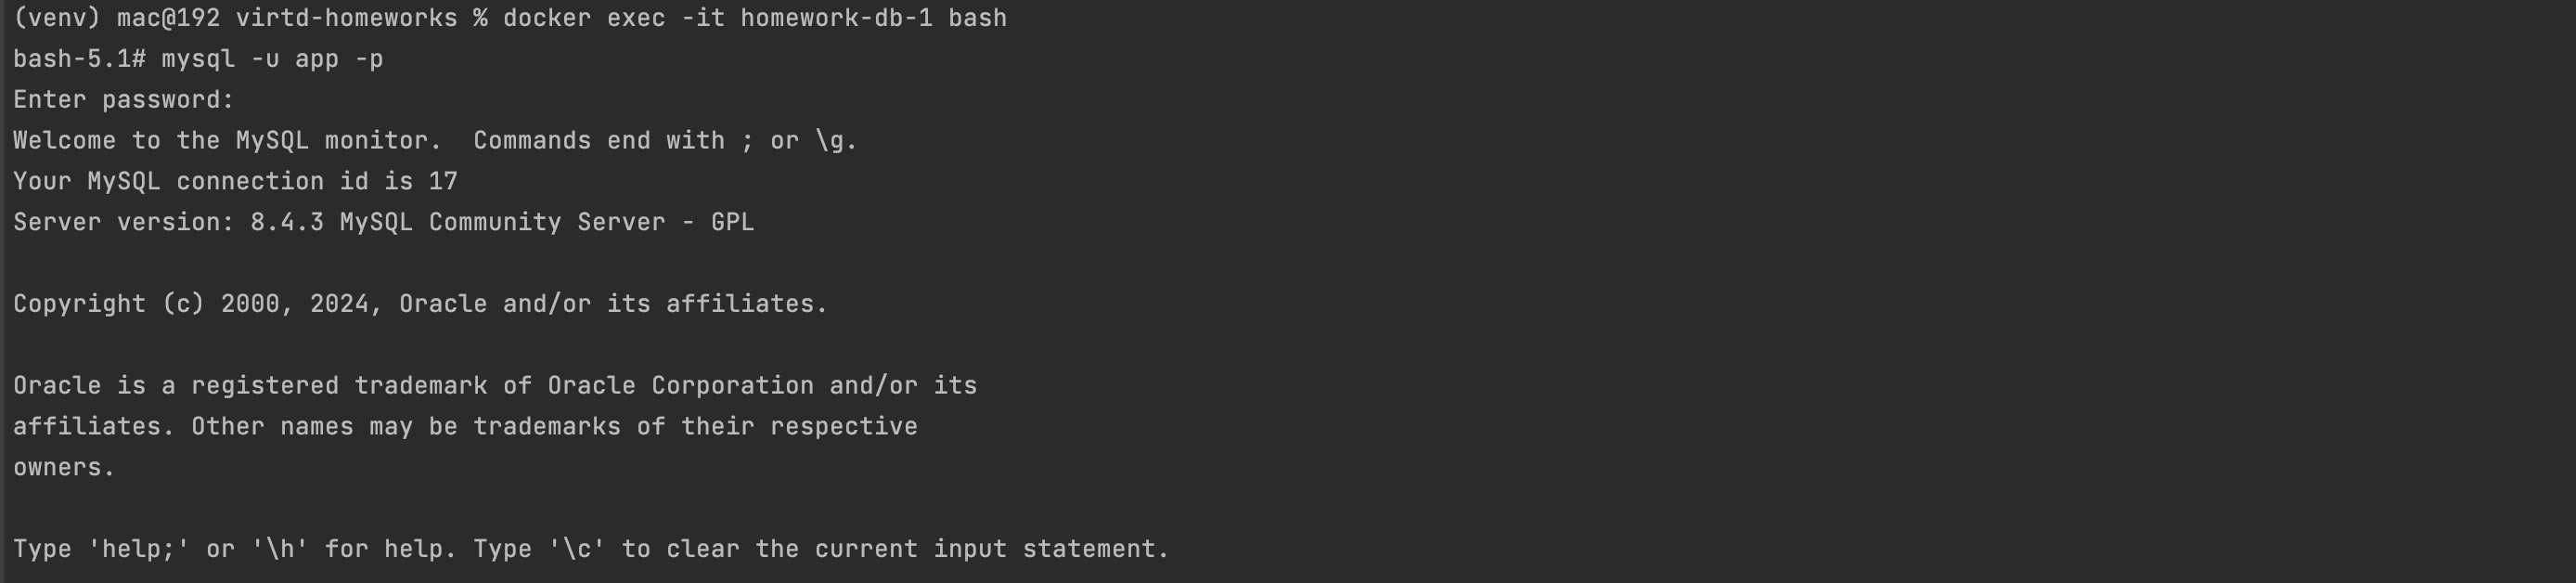 (venv) mac@192 virtd-homeworks % docker exec -it homework-db-1 bash
bash-5.1# mysql -u app -p
Enter password:
Welcome to the MySQL monitor.  Commands end with ; or \g.
Your MySQL connection id is 17
Server version: 8.4.3 MySQL Community Server - GPL
Copyright (c) 2000, 2024, Oracle and/or its affiliates.
Oracle is a registered trademark of Oracle Corporation and/or its
affiliates. Other names may be trademarks of their respective
owners.
Type 'help;' or '\h' for help. Type '\c' to clear the current input statement.